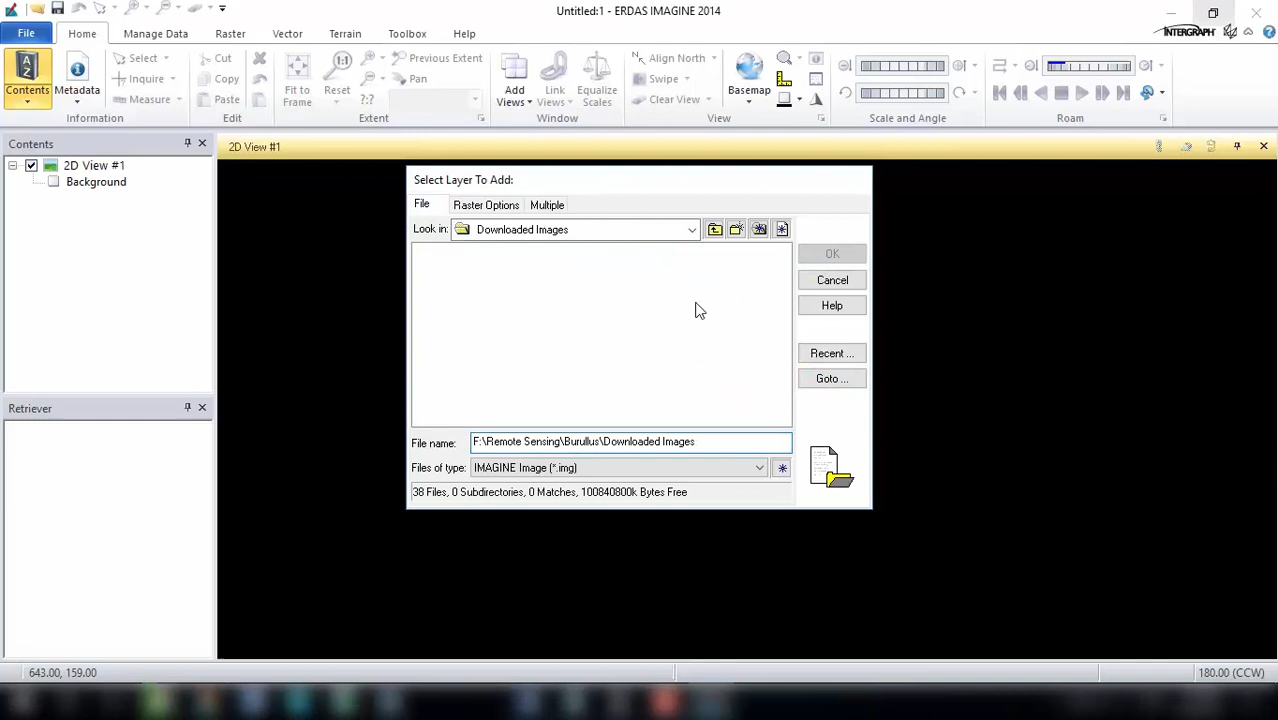 Untitled:1 - ERDAS IMAGINE 2014
File Home Manage Data Raster Vector Terrain Toolbox Help
INTERGRAPH
Contents
Metadata
Select
Inquire
Measure
Information
Cut
Copy
Paste
Edit
Fit to Frame
1:1
Reset
Previous Extent
Pan
Extent
Add Views
Link Views
Equalize Scales
Window
Align North
Swipe
Clear View
Basemap
View
Scale and Angle
Roam
Contents
2D View #1
Background
Retriever
2D View #1
Select Layer To Add:
File Raster Options Multiple
Look in: Downloaded Images
OK
Cancel
Help
Recent ...
Goto ...
File name: F:\Remote Sensing\Burullus\Downloaded Images
Files of type: IMAGINE Image (*.img)
38 Files, 0 Subdirectories, 0 Matches, 100840800k Bytes Free
643.00, 159.00
180.00 (CCW)